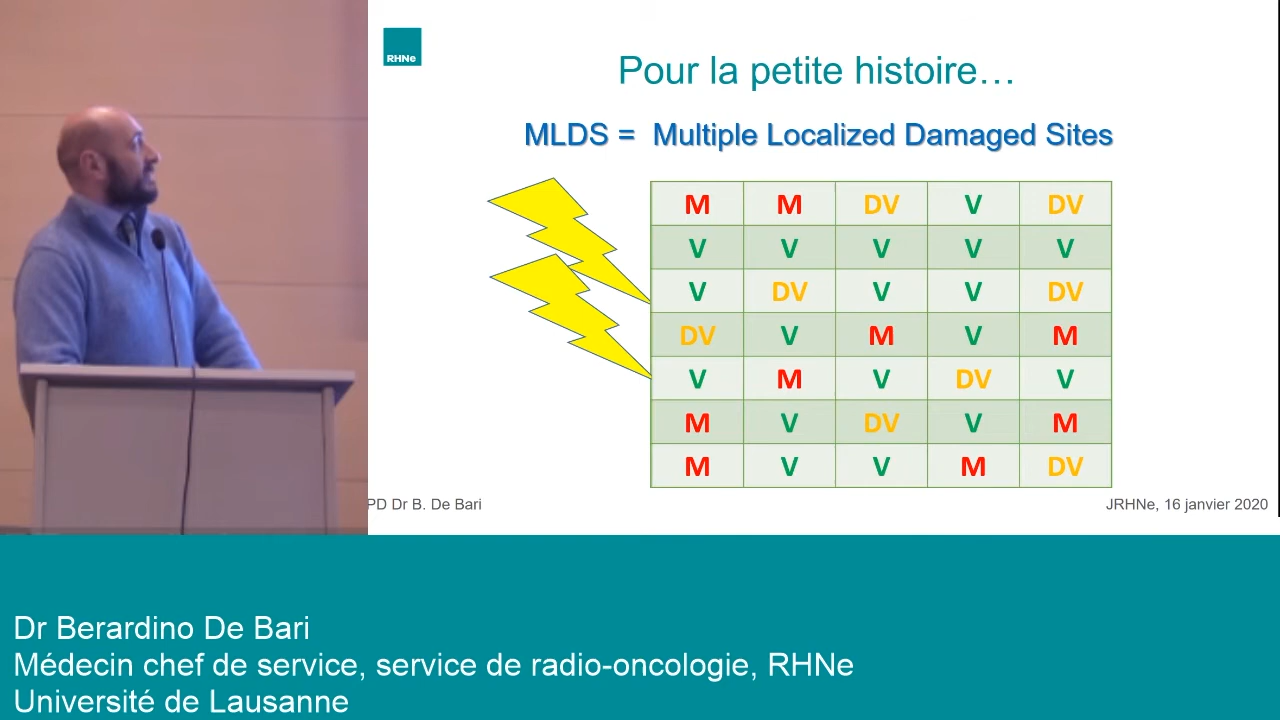 RHNe
Pour la petite histoire…
MLDS = Multiple Localized Damaged Sites
M M DV V DV
V V V V V
V DV V V DV
DV V M V M
V M V DV V
M V DV V M
M V V M DV
PD Dr B. De Bari
JRHNe, 16 janvier 2020
Dr Berardino De Bari
Médecin chef de service, service de radio-oncologie, RHNe
Université de Lausanne